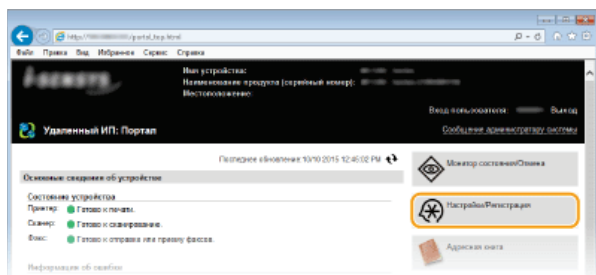 http://
/portal_top.html
Файл Правка Вид Избранное Сервис Справка
Имя устройства:
Наименование продукта (серийный номер):
Местоположение:
Вход пользователя: Выход
Удаленный ИП: Портал
Сообщение администратору системы
Последнее обновление: 10/10 2015 12:45:02 PM
Монитор состояния/Отмена
Основные сведения об устройстве
Состояние устройства
Принтер: Готово к печати.
Настройки/Регистрация
Сканер: Готово к сканированию.
Факс: Готово к отправке или приему факсов.
Адресная книга
Информация об ошибке